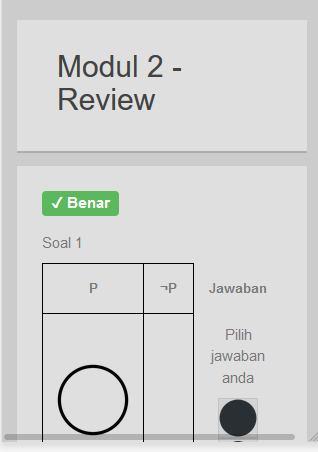 Modul 2 -
Review
✓ Benar
Soal 1
P ¬P Jawaban
Pilih
jawaban
anda